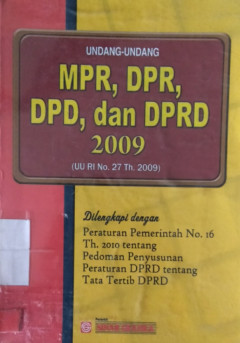 UNDANG-UNDANG
MPR, DPR,
DPD, dan DPRD
2009
(UU RI No. 27 Th. 2009)
Dilengkapi dengan
Peraturan Pemerintah No. 16
Th. 2010 tentang
Pedoman Penyusunan
Peraturan DPRD tentang
Tata Tertib DPRD